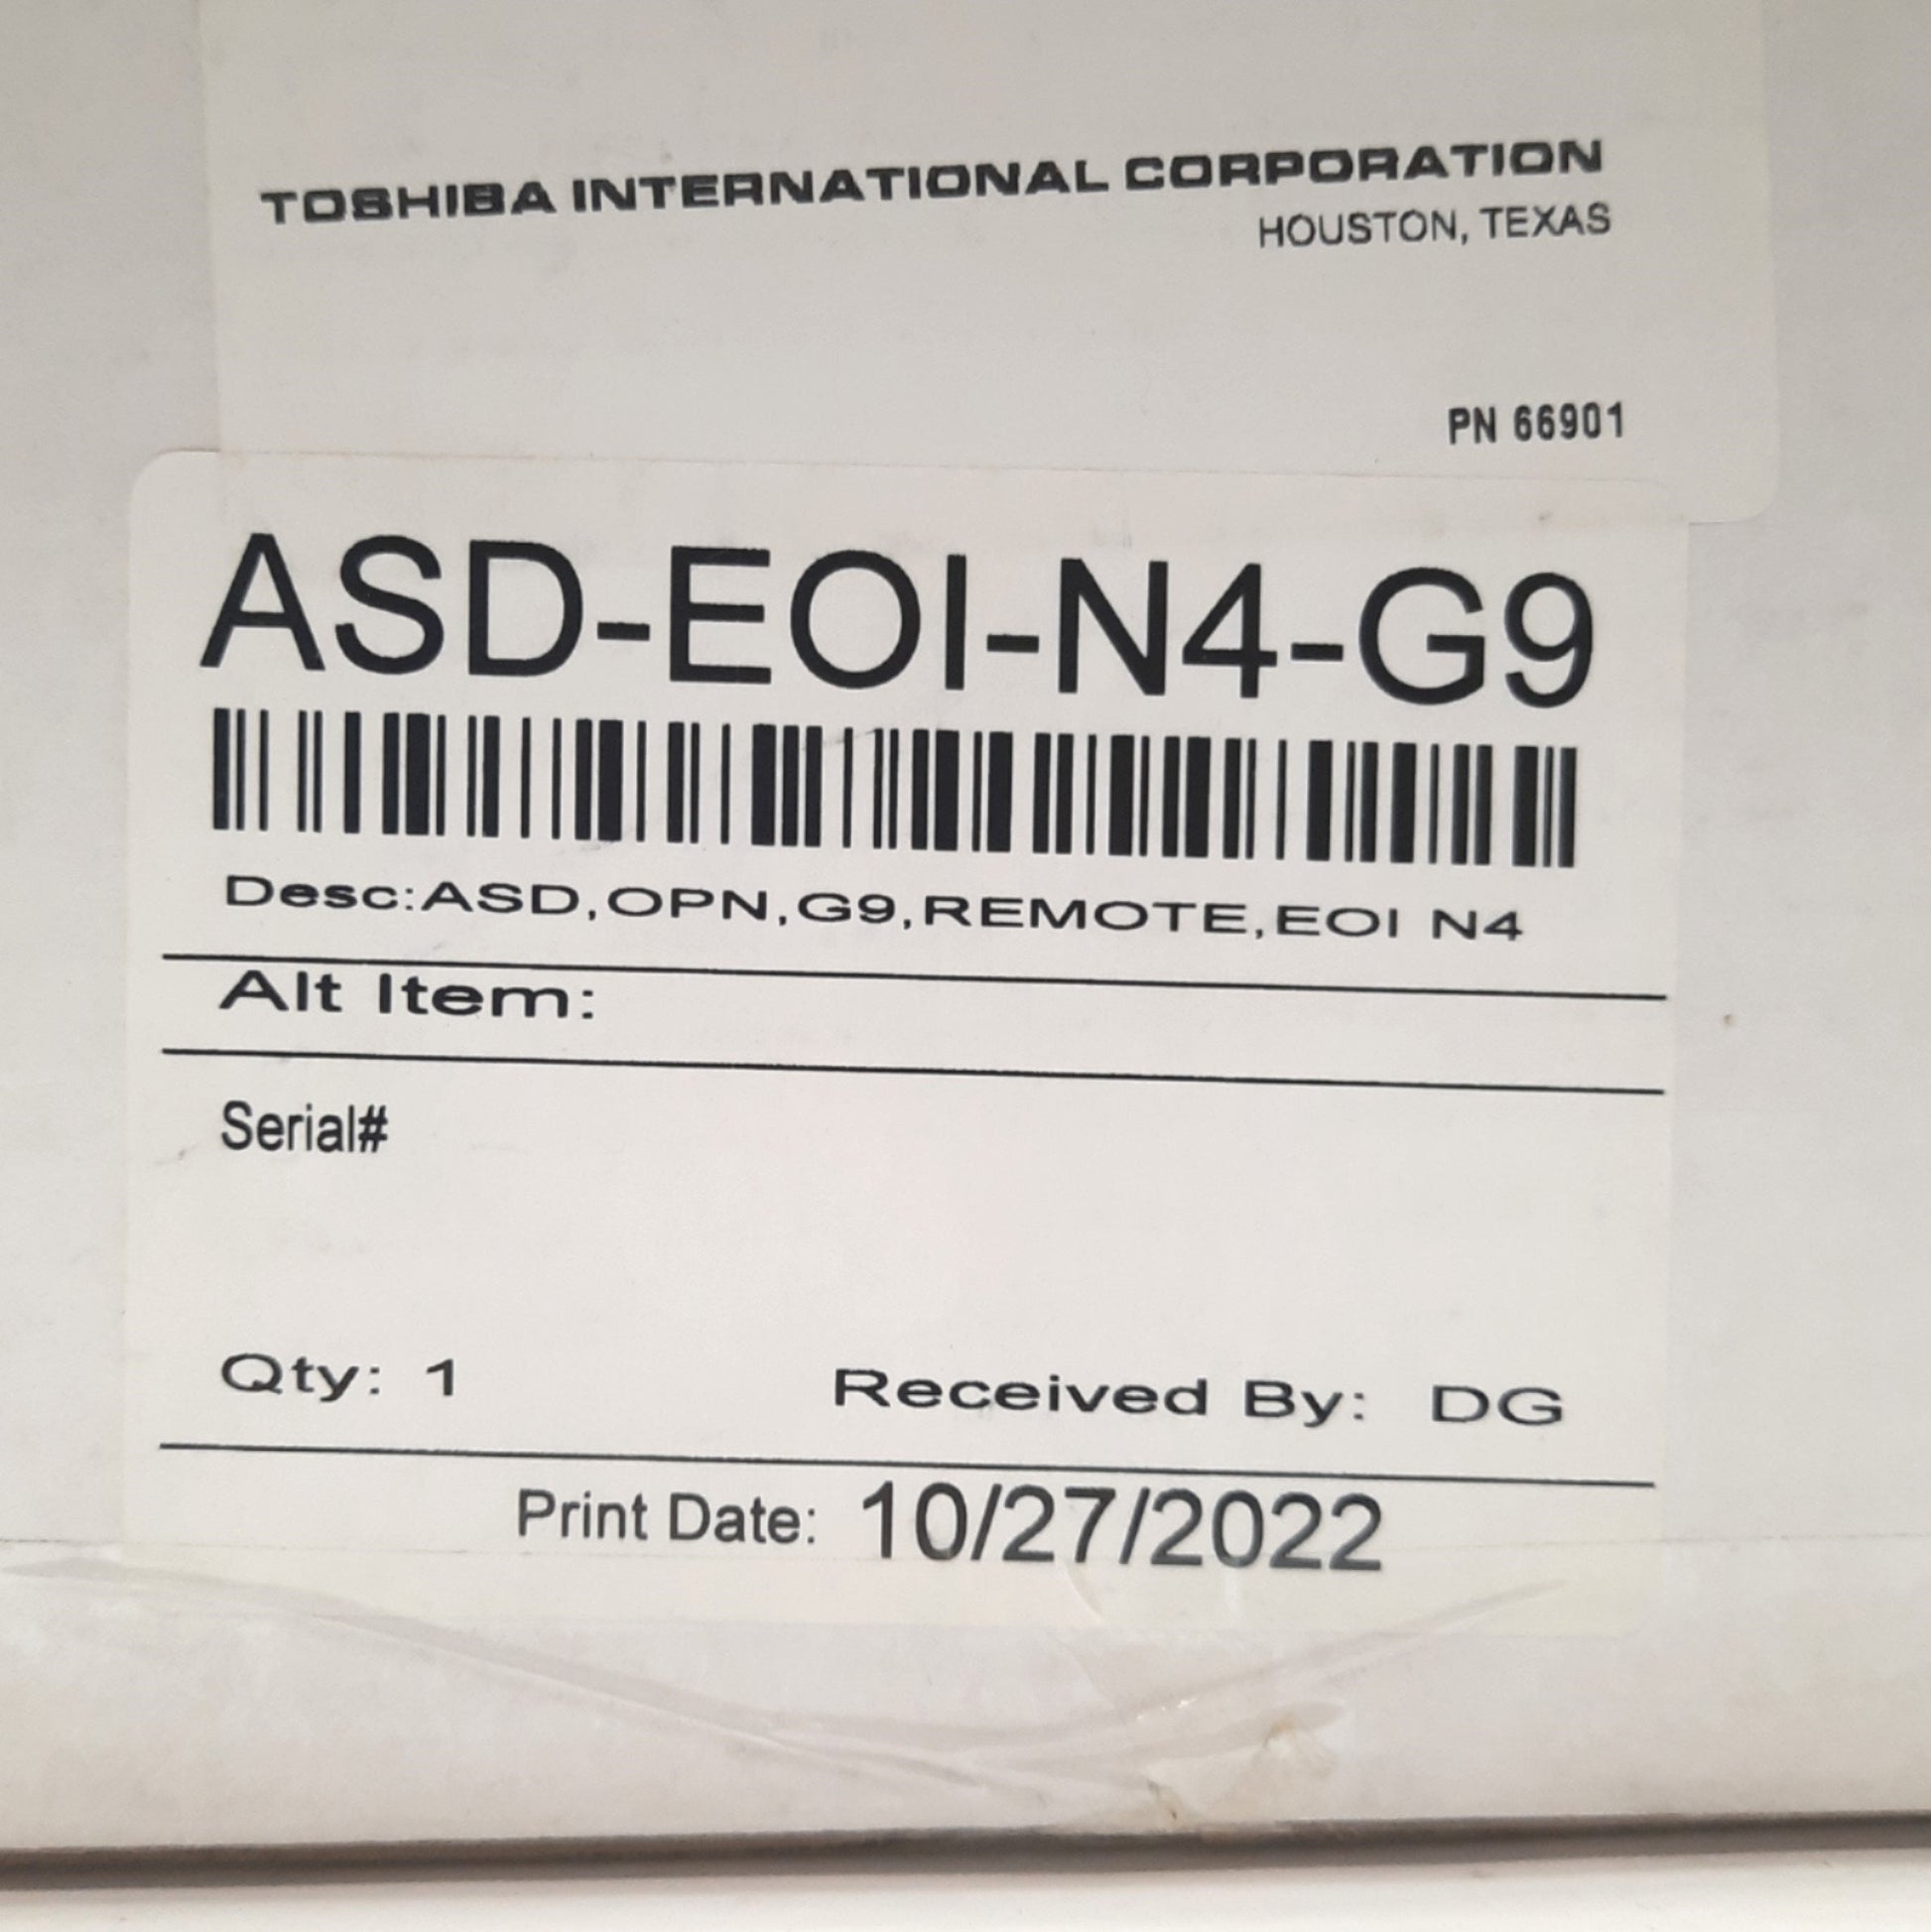 TOSHIBA INTERNATIONAL CORPORATION
HOUSTON, TEXAS
PN 66901
ASD-EOI-N4-G9
Desc:ASD,OPN,G9,REMOTE,EOI N4
Alt Item:
Serial#
Qty: 1 Received By: DG
Print Date: 10/27/2022